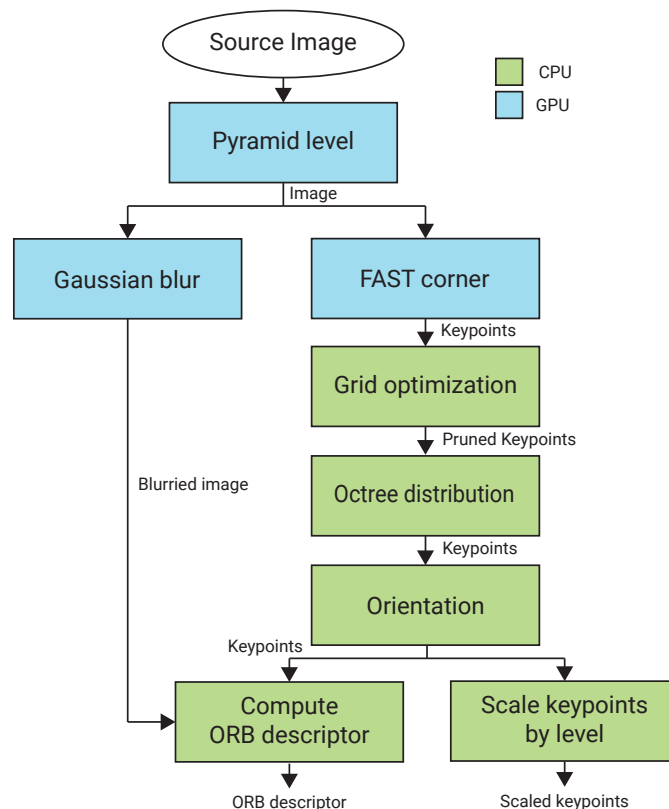 Source Image
CPU
GPU
Pyramid level
Image
Gaussian blur
FAST corner
Keypoints
Grid optimization
Pruned Keypoints
Blurried image
Octree distribution
Keypoints
Orientation
Keypoints
Compute
ORB descriptor
Scale keypoints
by level
ORB descriptor
Scaled keypoints